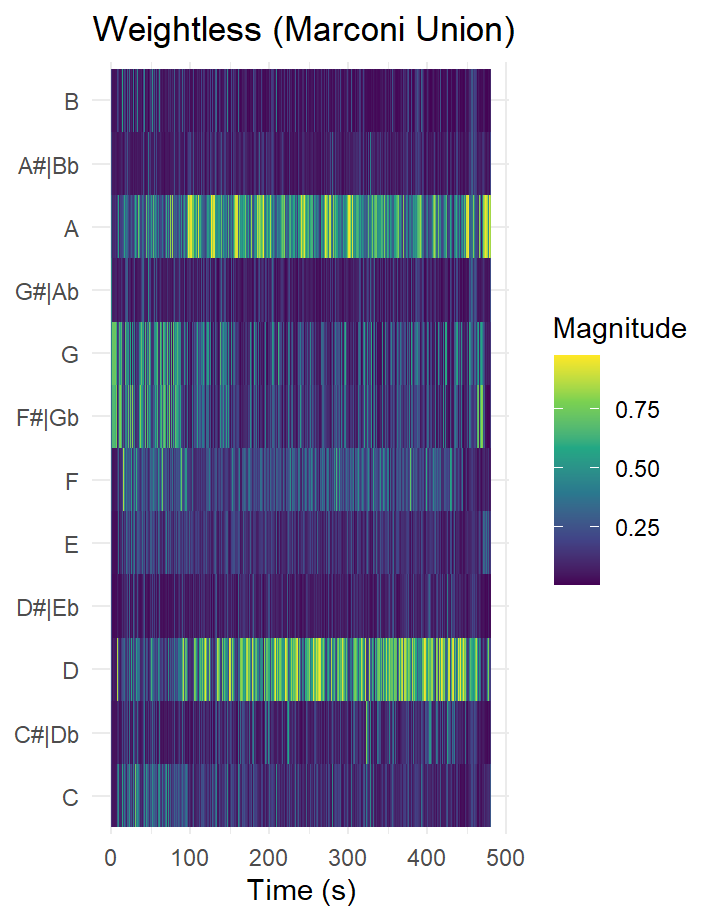 Weightless (Marconi Union)
B
A#|Bb
A
G#|Ab
G
F#|Gb
F
E
D#|Eb
D
C#|Db
C
0 100 200 300 400 500
Time (s)
Magnitude
0.75
0.50
0.25